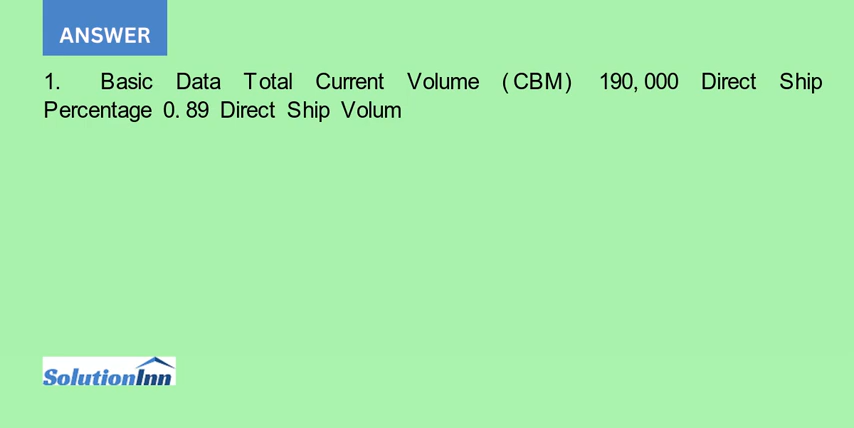 ANSWER
1. Basic Data Total Current Volume (CBM) 190,000 Direct Ship
Percentage 0.89 Direct Ship Volum
SolutionInn